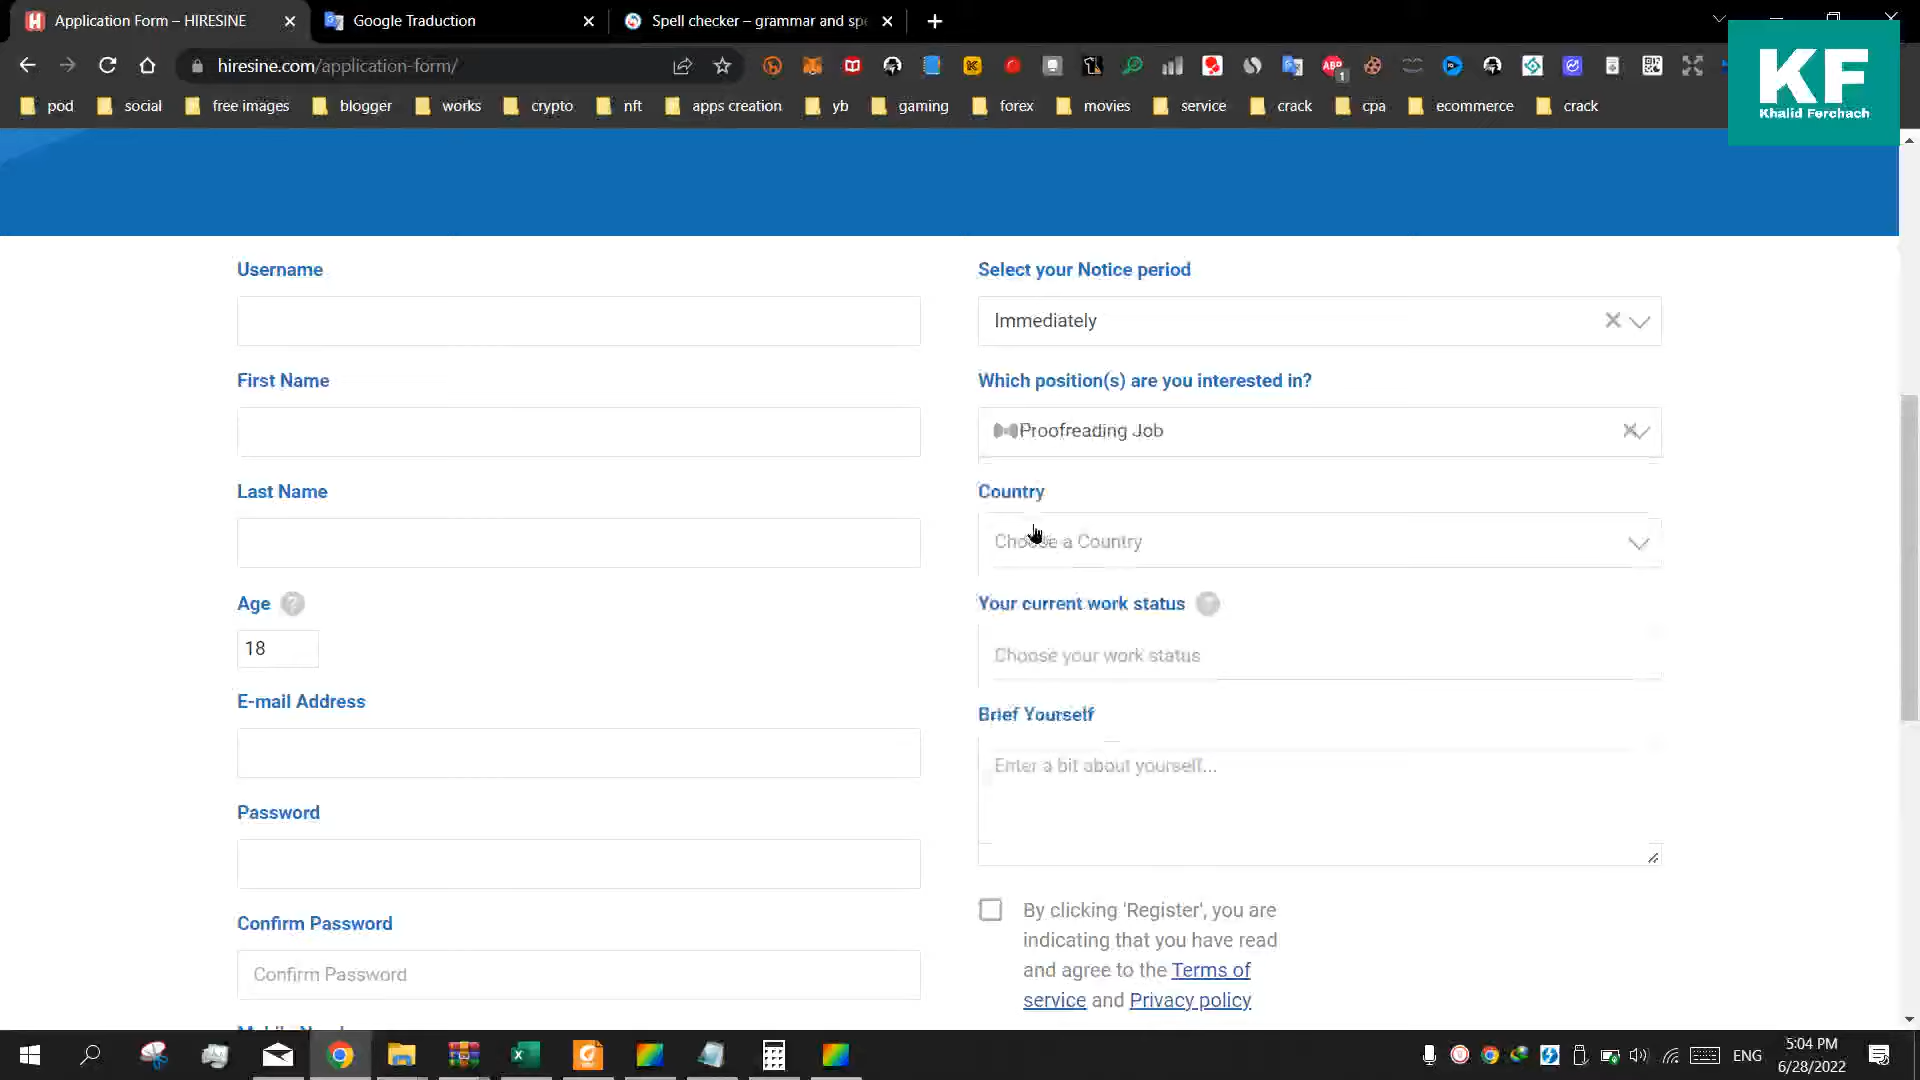 Application Form – HIRESINE
Google Traduction
Spell checker – grammar and spe
hiresine.com/application-form/
KF
Khalid Ferchach
pod
social
free images
blogger
works
crypto
nft
apps creation
yb
gaming
forex
movies
service
crack
cpa
ecommerce
crack
Username
First Name
Last Name
Age
18
E-mail Address
Password
Confirm Password
Confirm Password
Select your Notice period
Immediately
Which position(s) are you interested in?
Proofreading Job
Country
Choose a Country
Your current work status
Choose your work status
Brief Yourself
Enter a bit about yourself...
By clicking 'Register', you are
indicating that you have read
and agree to the Terms of
service and Privacy policy
ENG
5:04 PM
6/28/2022